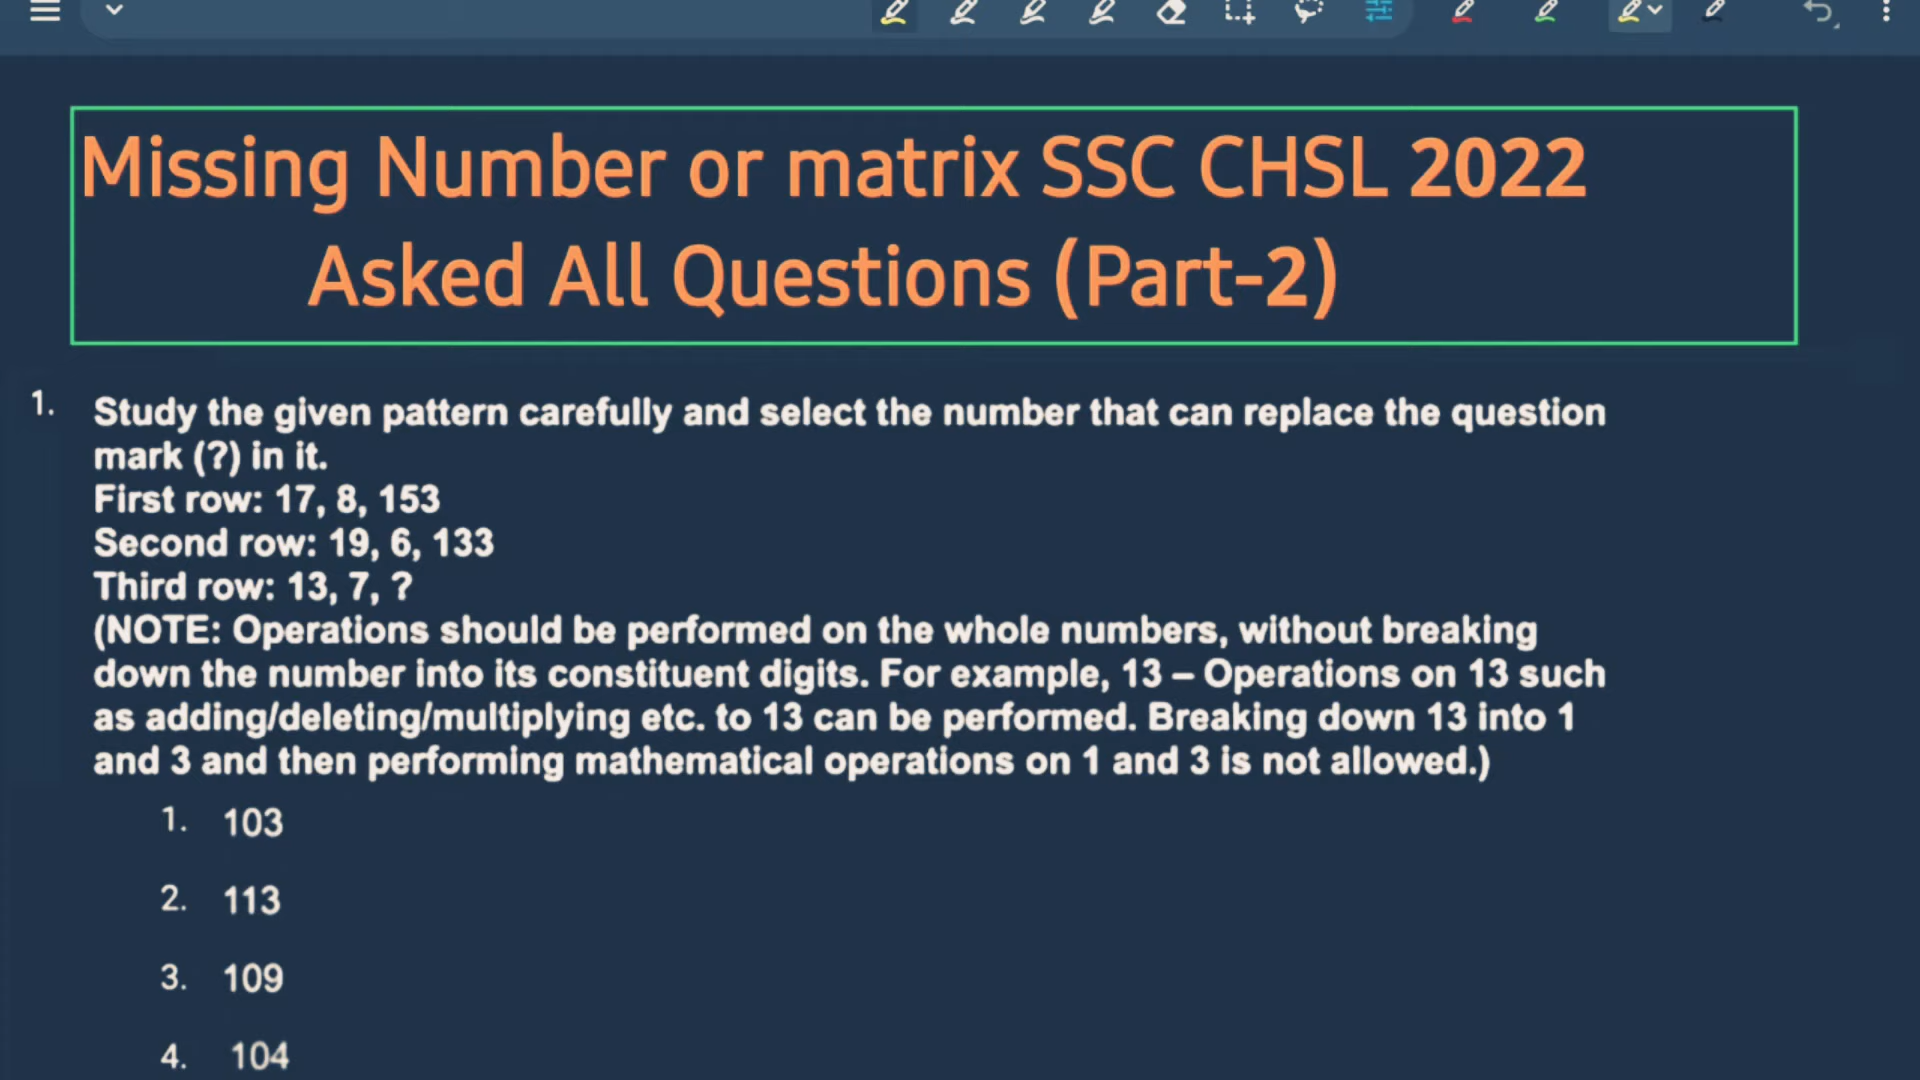 Missing Number or matrix SSC CHSL 2022
Asked All Questions (Part-2)
1. Study the given pattern carefully and select the number that can replace the question
mark (?) in it.
First row: 17, 8, 153
Second row: 19, 6, 133
Third row: 13, 7, ?
(NOTE: Operations should be performed on the whole numbers, without breaking
down the number into its constituent digits. For example, 13 – Operations on 13 such
as adding/deleting/multiplying etc. to 13 can be performed. Breaking down 13 into 1
and 3 and then performing mathematical operations on 1 and 3 is not allowed.)
1. 103
2. 113
3. 109
4. 104